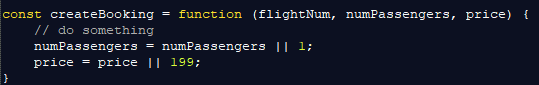 const createBooking = function (flightNum, numPassengers, price) {
    // do something
    numPassengers = numPassengers || 1;
    price = price || 199;
}